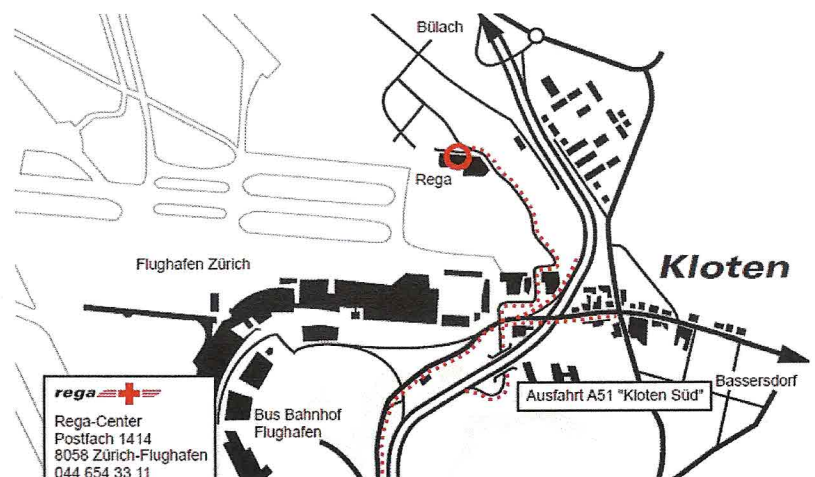 Bülach
Rega
Flughafen Zürich
Kloten
Bassersdorf
Ausfahrt A51 "Kloten Süd"
Bus Bahnhof
Flughafen
rega
Rega-Center
Postfach 1414
8058 Zürich-Flughafen
044 654 33 11